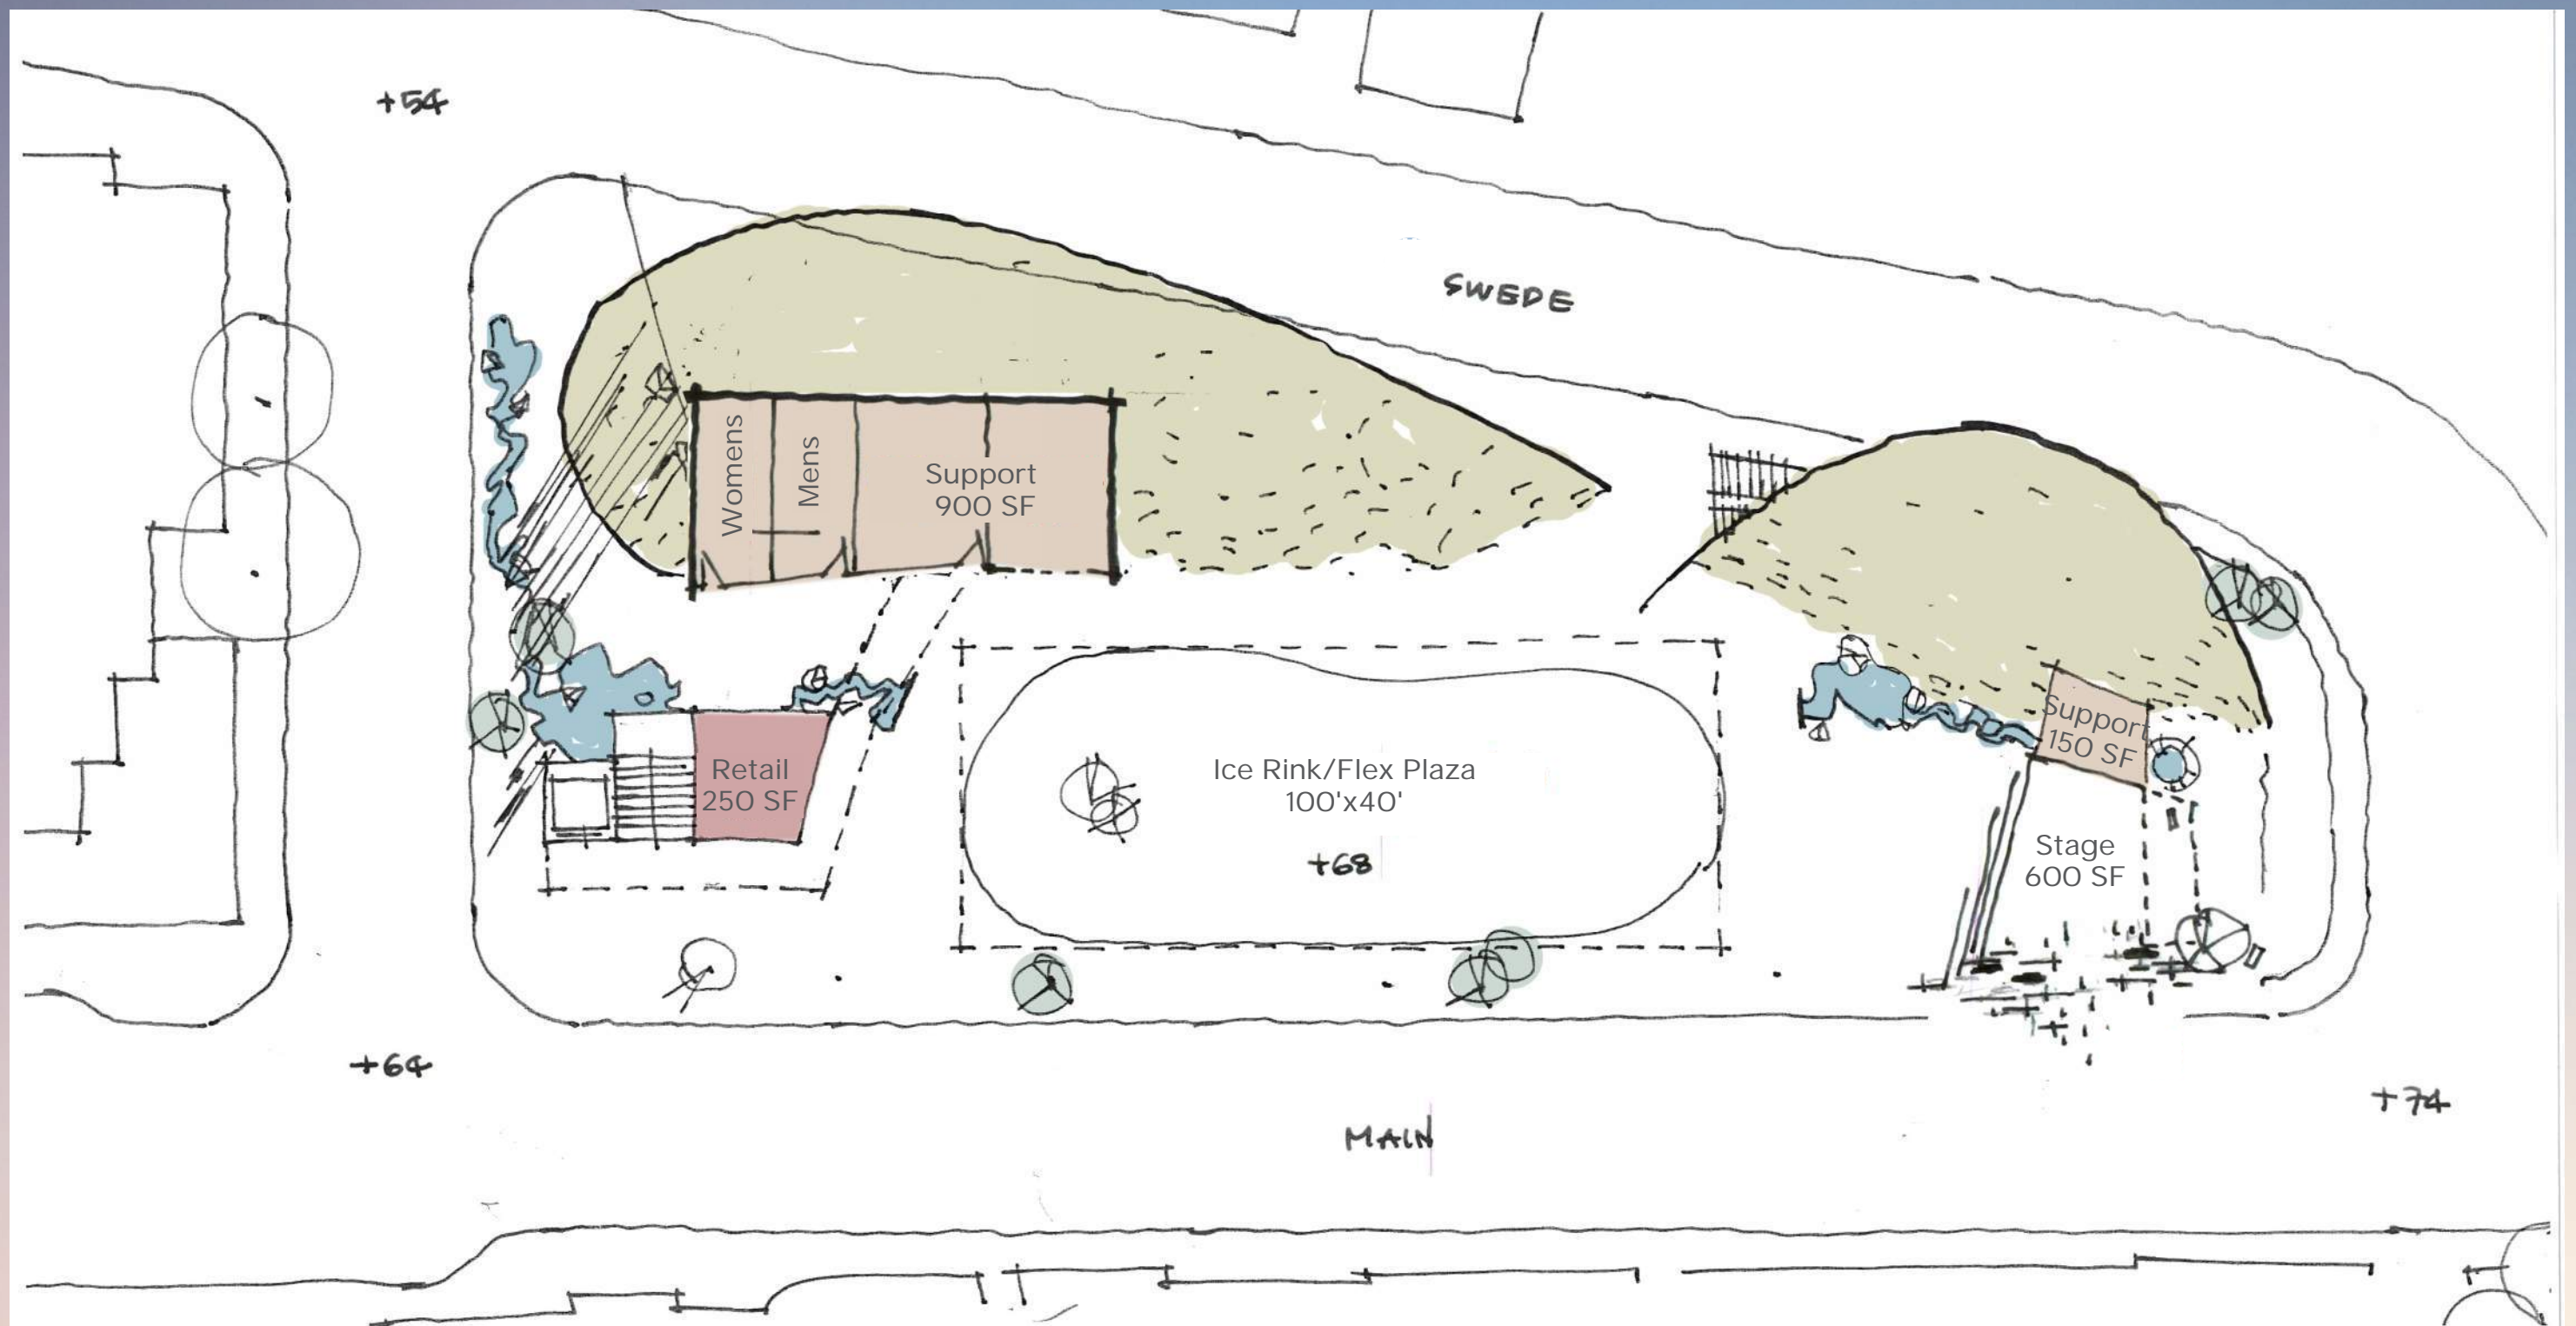 +54
SWEDE
Womens
Mens
Support
900 SF
Support
150 SF
Retail
250 SF
Ice Rink/Flex Plaza
100'x40'
+68
Stage
600 SF
+64
+74
MAIN